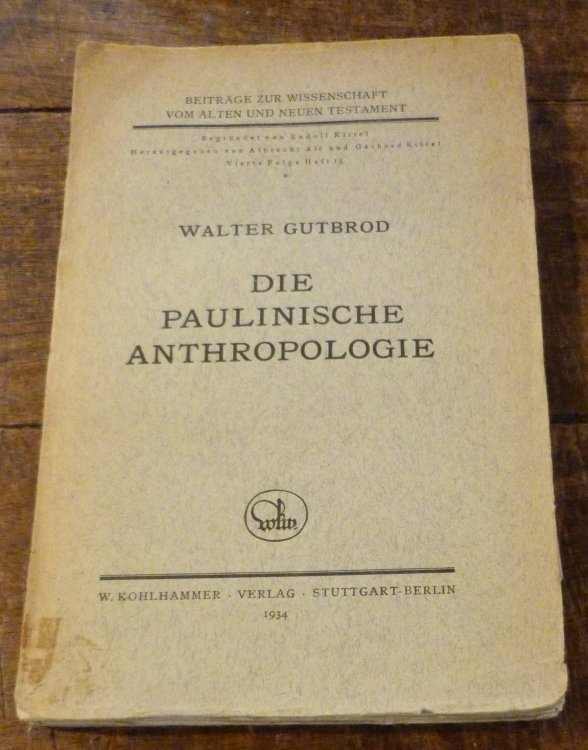 BEITRÄGE ZUR WISSENSCHAFT
VOM ALTEN UND NEUEN TESTAMENT
Begründet von Rudolf Kittel
Herausgegeben von Albrecht Alt und Gerhard Kittel
Vierte Folge Heft 15
*
WALTER GUTBROD
DIE
PAULINISCHE
ANTHROPOLOGIE
W. KOHLHAMMER · VERLAG · STUTTGART-BERLIN
1934